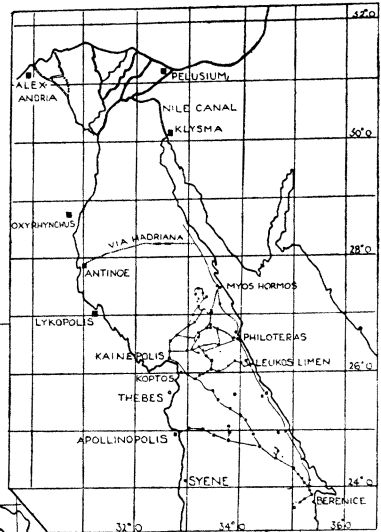 32°0
ALEX-
ANDRIA
PELUSIUM
NILE CANAL
KLYSMA
30°0
OXYRHYNCHUS
VIA HADRIANA
28°0
ANTINOE
MYOS HORMOS
LYKOPOLIS
PHILOTERAS
KAINEPOLIS
LEUKOS LIMEN
26°0
KOPTOS
THEBES
APOLLINOPOLIS
?
SYENE
24°0
BERENICE
32°0
34°0
36°0